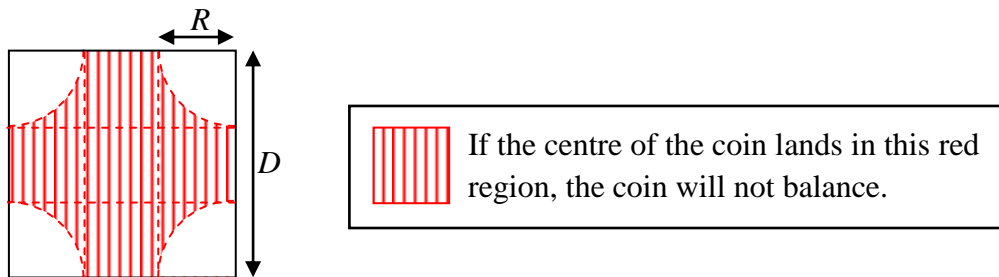 R
D
If the centre of the coin lands in this red
region, the coin will not balance.